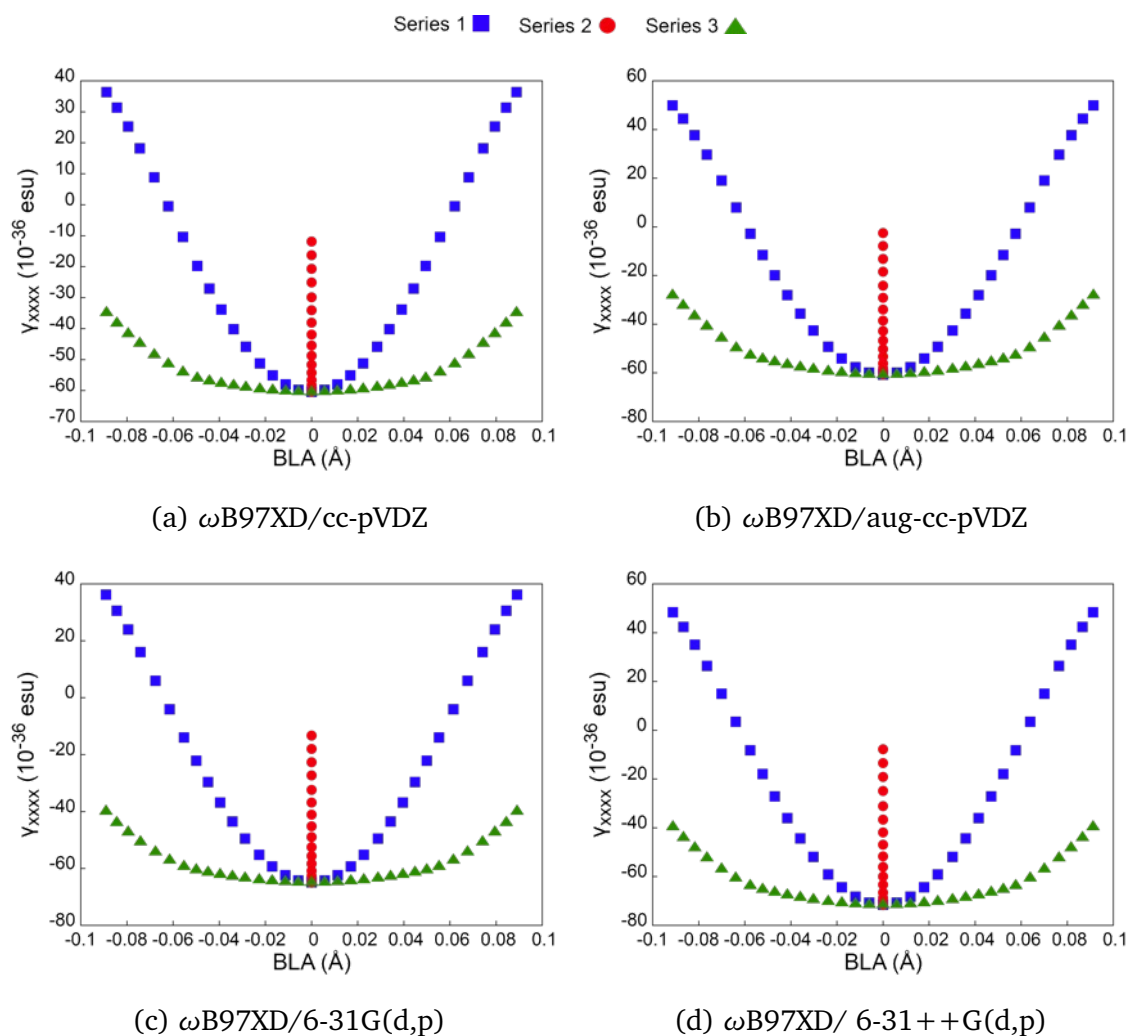 Series 1 Series 2 Series 3
40
30
20
10
0
-10
-20
-30
-40
-50
-60
-70
γxxxx (10-36 esu)
-0.1 -0.08 -0.06 -0.04 -0.02 0 0.02 0.04 0.06 0.08 0.1
BLA (Å)
(a) ωB97XD/cc-pVDZ
60
40
20
0
-20
-40
-60
-80
γxxxx (10-36 esu)
-0.1 -0.08 -0.06 -0.04 -0.02 0 0.02 0.04 0.06 0.08 0.1
BLA (Å)
(b) ωB97XD/aug-cc-pVDZ
40
20
0
-20
-40
-60
-80
γxxxx (10-36 esu)
-0.1 -0.08 -0.06 -0.04 -0.02 0 0.02 0.04 0.06 0.08 0.1
BLA (Å)
(c) ωB97XD/6-31G(d,p)
60
40
20
0
-20
-40
-60
-80
γxxxx (10-36 esu)
-0.1 -0.08 -0.06 -0.04 -0.02 0 0.02 0.04 0.06 0.08 0.1
BLA (Å)
(d) ωB97XD/ 6-31++G(d,p)